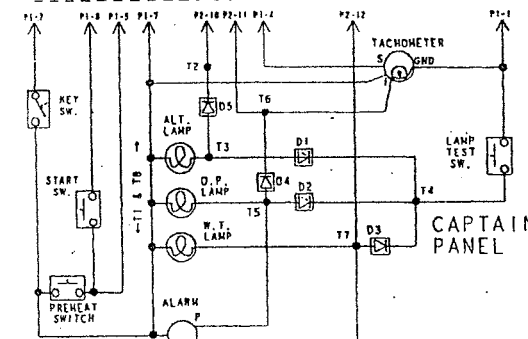 P1-7 P1-8 P1-5 P1-7 P2-10 P2-11 P1-4 P2-12 P1-1
TACHOMETER
S GND
I
T2
KEY SW.
D5
T6
ALT. LAMP
T3
D1
LAMP TEST SW.
←T1 & T8→
START SW.
O.P. LAMP
D4
D2
T5
T4
W.T. LAMP
T7
D3
CAPTAIN
PANEL
PREHEAT SWITCH
ALARM
P